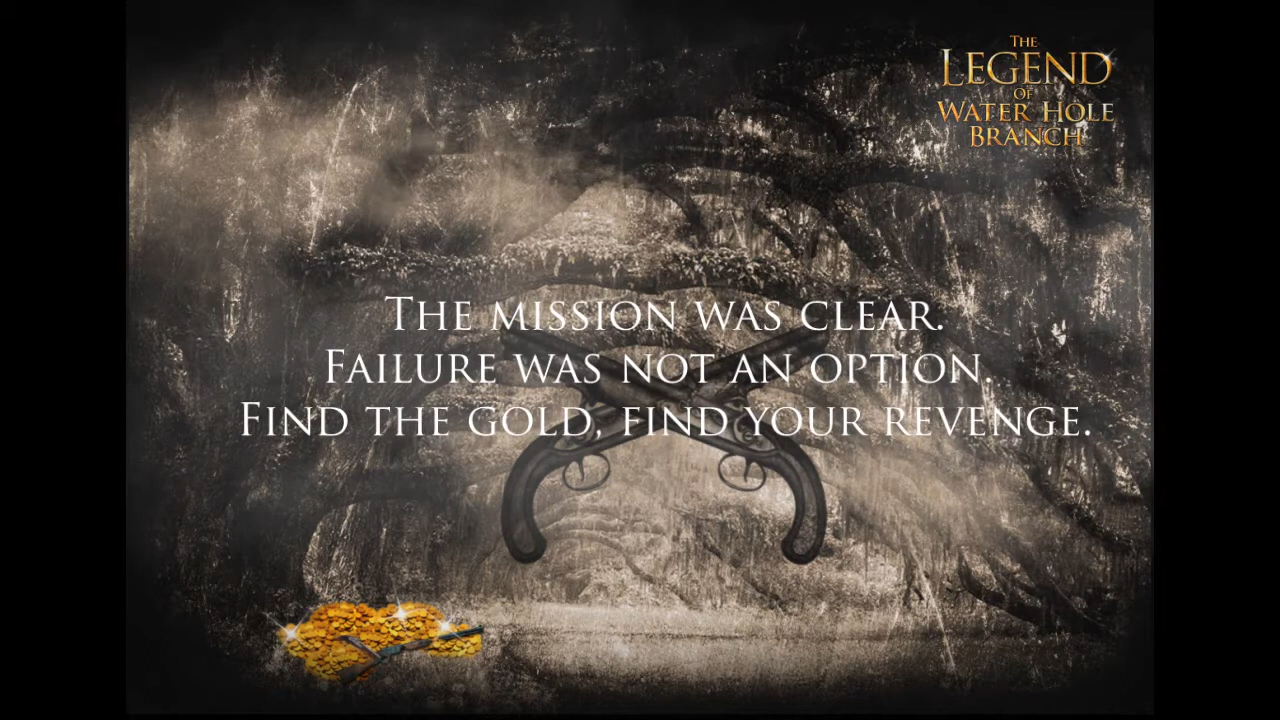 THE
LEGEND
OF
WATER HOLE
BRANCH
THE MISSION WAS CLEAR.
FAILURE WAS NOT AN OPTION.
FIND THE GOLD, FIND YOUR REVENGE.